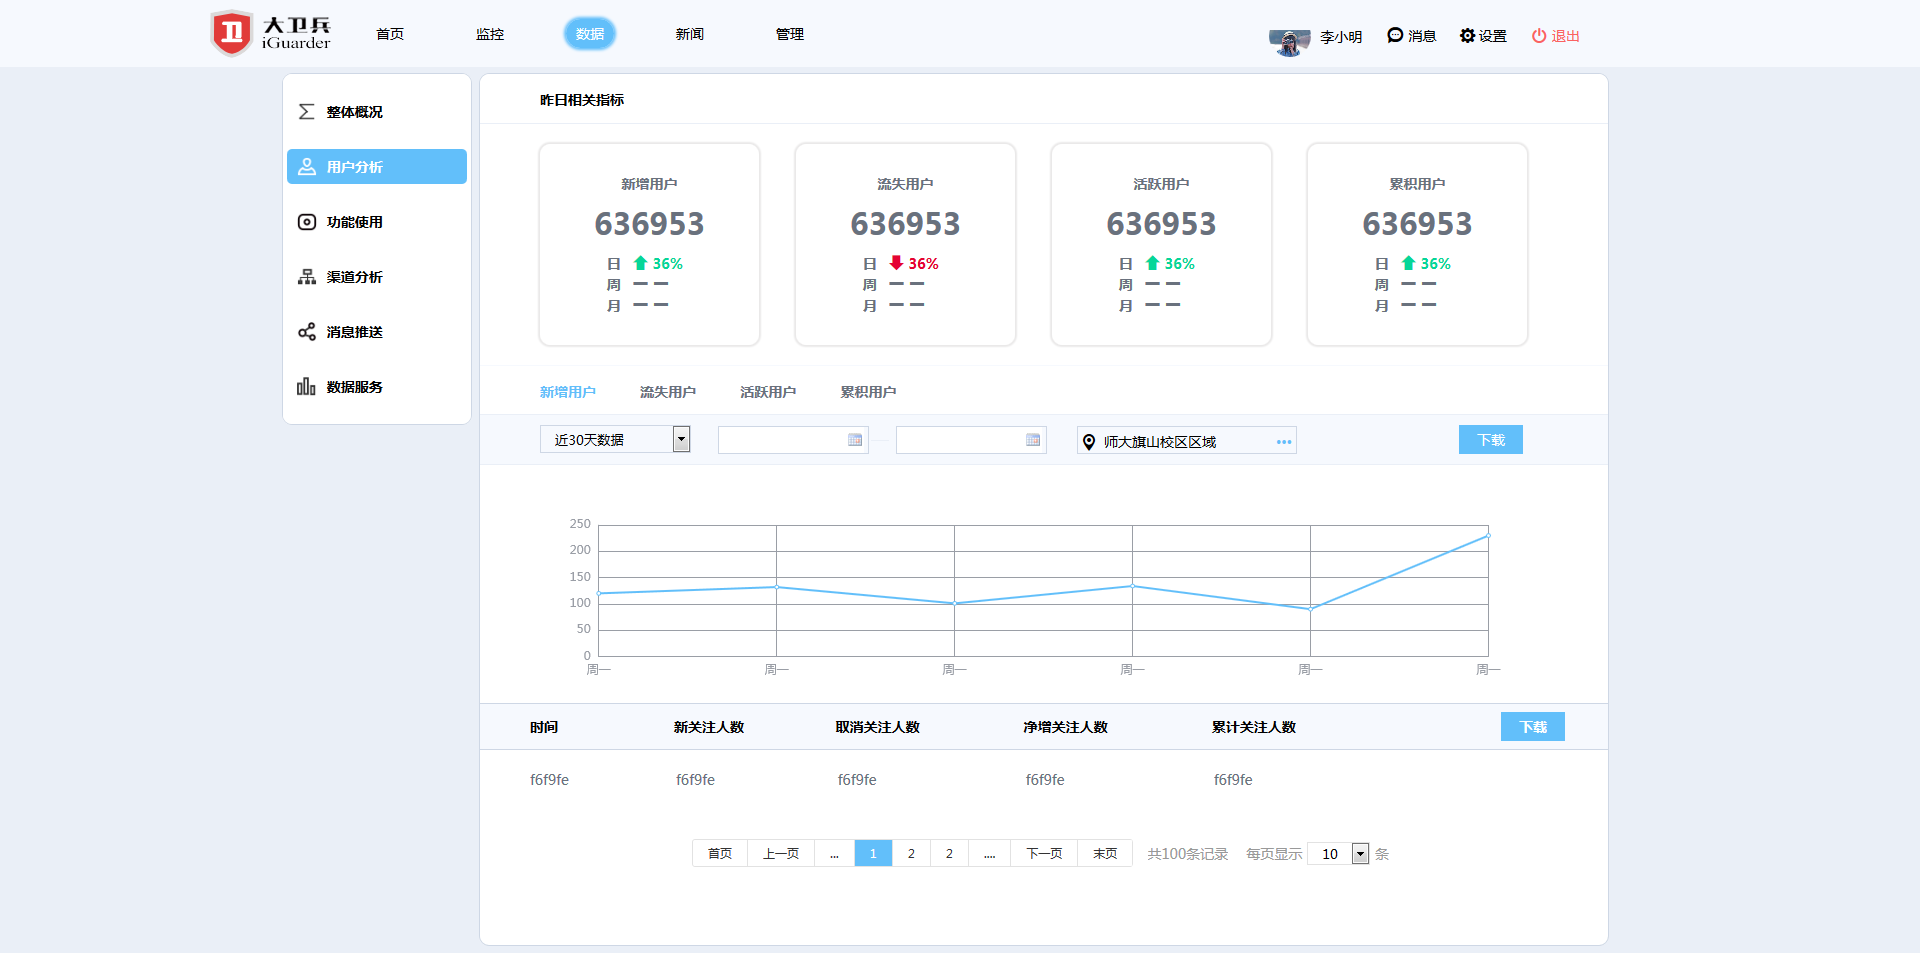 大卫兵
iGuarder
首页 监控 数据 新闻 管理
李小明 消息 设置 退出
整体概况
用户分析
功能使用
渠道分析
消息推送
数据服务
昨日相关指标
新增用户 流失用户 活跃用户 累积用户
636953 636953 636953 636953
日 36% 日 36% 日 36% 日 36%
周 — — 周 — — 周 — — 周 — —
月 — — 月 — — 月 — — 月 — —
新增用户 流失用户 活跃用户 累积用户
近30天数据 师大旗山校区区域 ••• 下载
250
200
150
100
50
0
周一 周一 周一 周一 周一 周一
时间 新关注人数 取消关注人数 净增关注人数 累计关注人数 下载
f6f9fe f6f9fe f6f9fe f6f9fe f6f9fe
首页 上一页 ... 1 2 2 .... 下一页 末页 共100条记录 每页显示 10 条